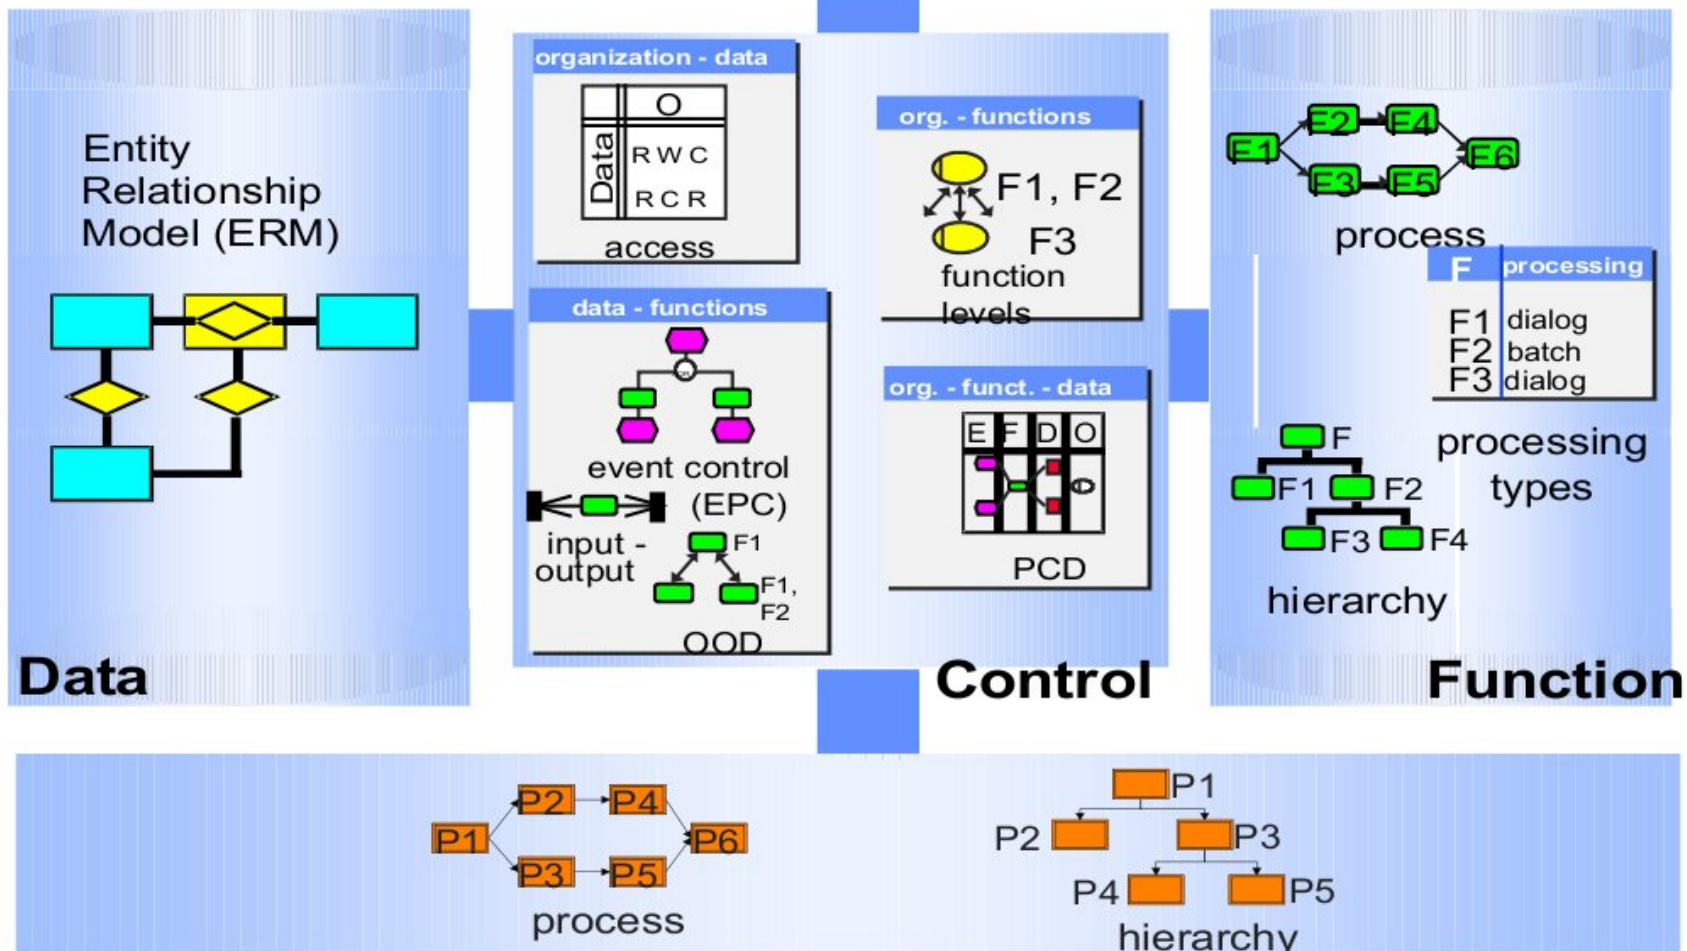 Entity
Relationship
Model (ERM)
Data
organization - data
O
Data
R W C
R C R
access
data - functions
event control
(EPC)
input -
output
F1
F1,
F2
OOD
org. - functions
F1, F2
F3
function
levels
org. - funct. - data
E F D O
PCD
Control
F1
F2
F4
F3
F5
F6
process
F processing
F1 dialog
F2 batch
F3 dialog
processing
types
F
F1
F2
F3
F4
hierarchy
Function
P1
P2
P4
P3
P5
P6
process
P1
P2
P3
P4
P5
hierarchy